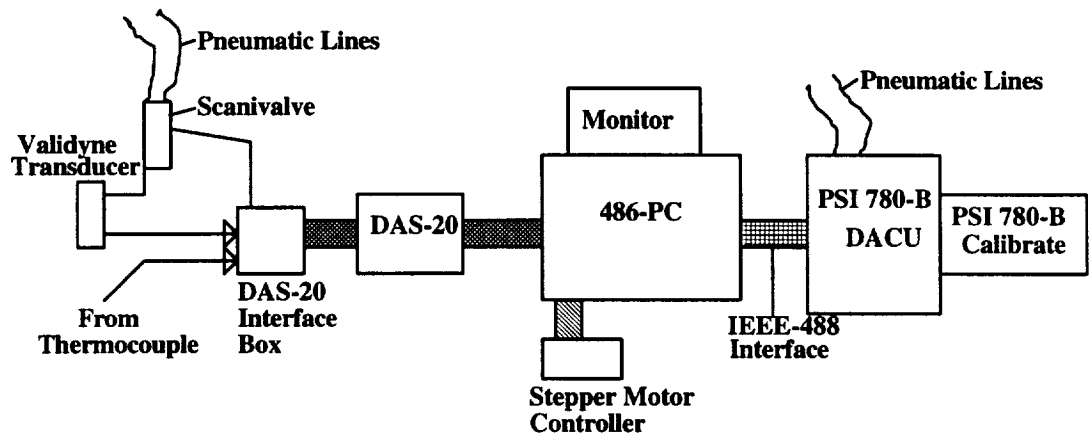 Pneumatic Lines
Scanivalve
Validyne
Transducer
DAS-20
Interface
Box
From
Thermocouple
DAS-20
Monitor
486-PC
Stepper Motor
Controller
IEEE-488
Interface
Pneumatic Lines
PSI 780-B
DACU
PSI 780-B
Calibrate